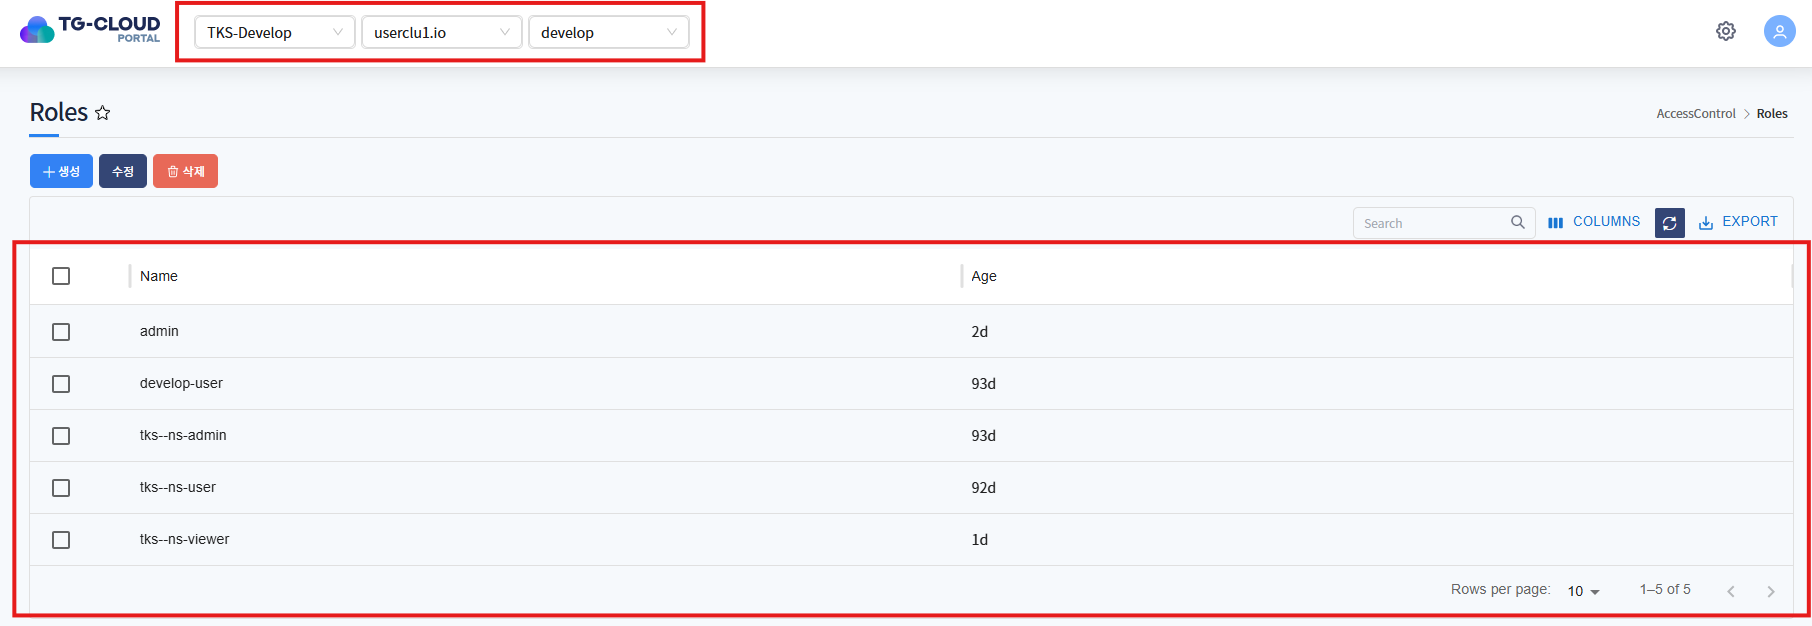 TG-CLOUD
PORTAL
TKS-Develop userclu1.io develop
Roles
AccessControl > Roles
+ 생성 수정 삭제
Search COLUMNS EXPORT
Name Age
admin 2d
develop-user 93d
tks--ns-admin 93d
tks--ns-user 92d
tks--ns-viewer 1d
Rows per page: 10 1–5 of 5